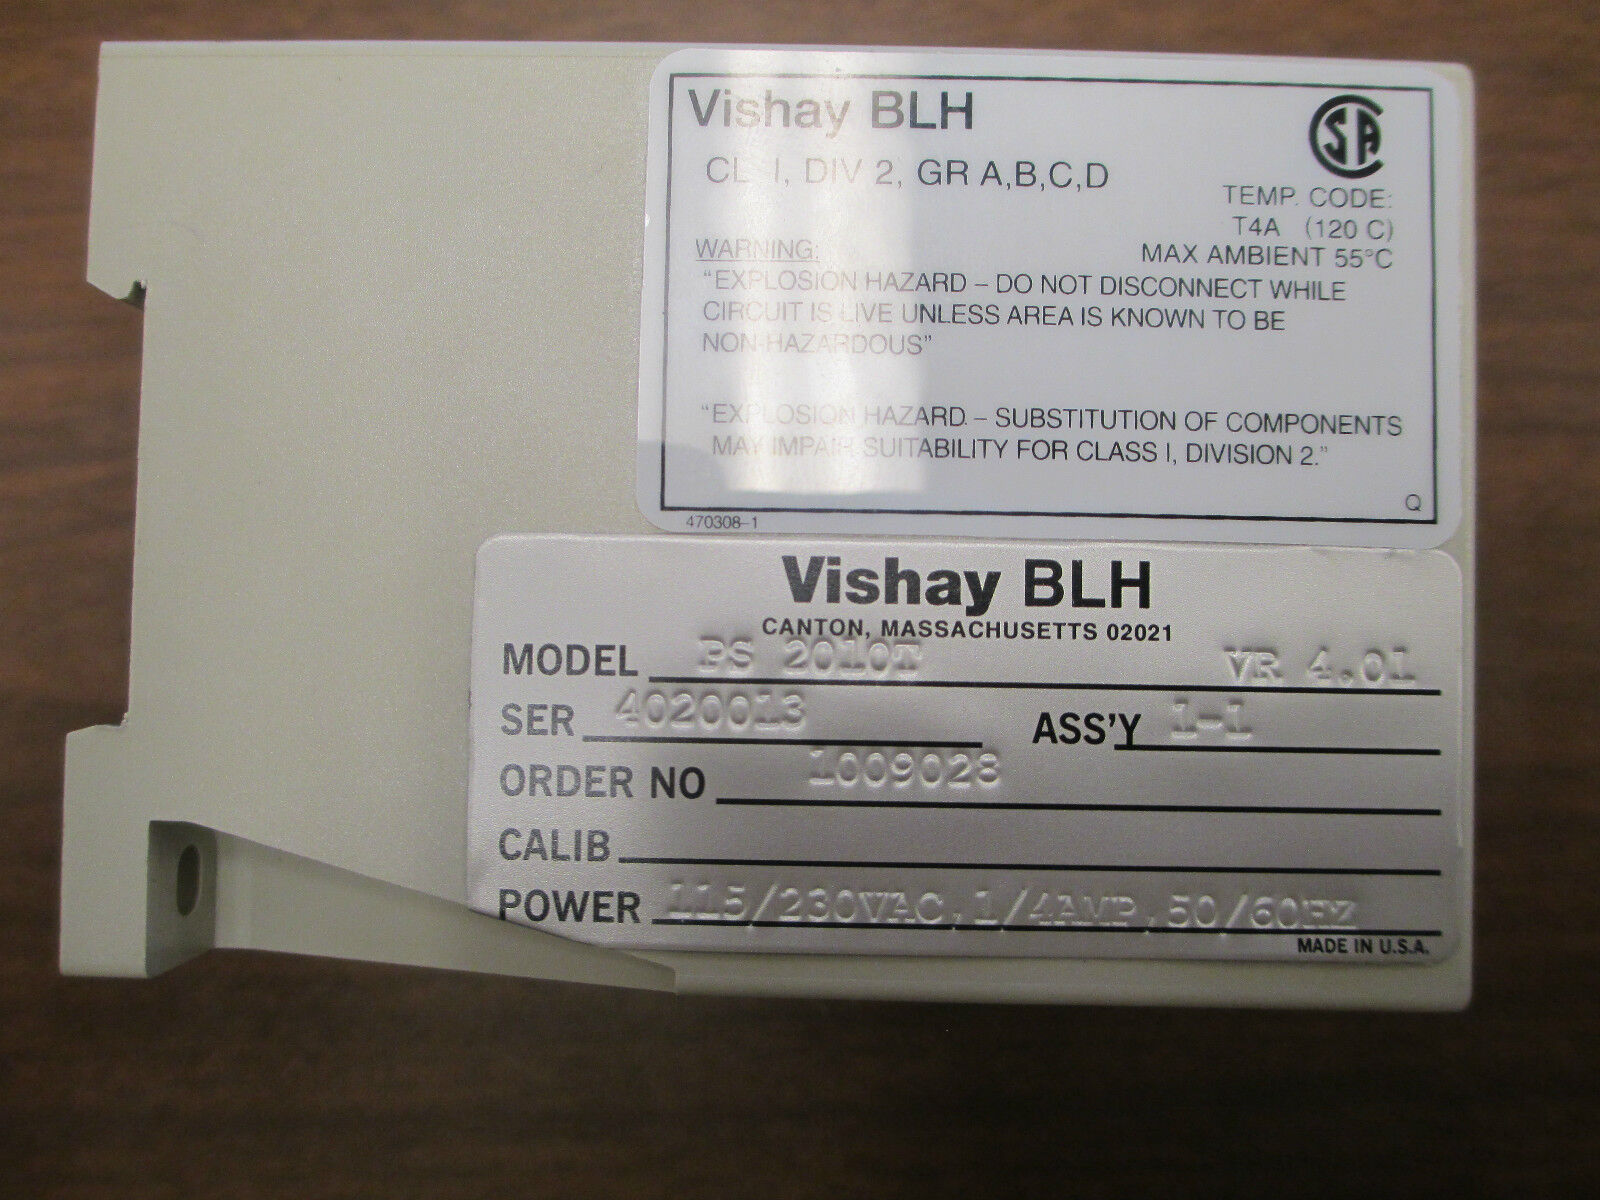 Vishay BLH
CL I, DIV 2, GR A,B,C,D
SA
TEMP. CODE:
T4A (120 C)
MAX AMBIENT 55°C
WARNING:
“EXPLOSION HAZARD – DO NOT DISCONNECT WHILE
CIRCUIT IS LIVE UNLESS AREA IS KNOWN TO BE
NON-HAZARDOUS”
“EXPLOSION HAZARD – SUBSTITUTION OF COMPONENTS
MAY IMPAIR SUITABILITY FOR CLASS I, DIVISION 2.”
Q
470308-1
Vishay BLH
CANTON, MASSACHUSETTS 02021
MODEL PS 2010T VR 4.01
SER 4020013 ASS'Y 1-1
ORDER NO 1009028
CALIB
POWER 115/230VAC,1/4AMP,50/60HZ
MADE IN U.S.A.